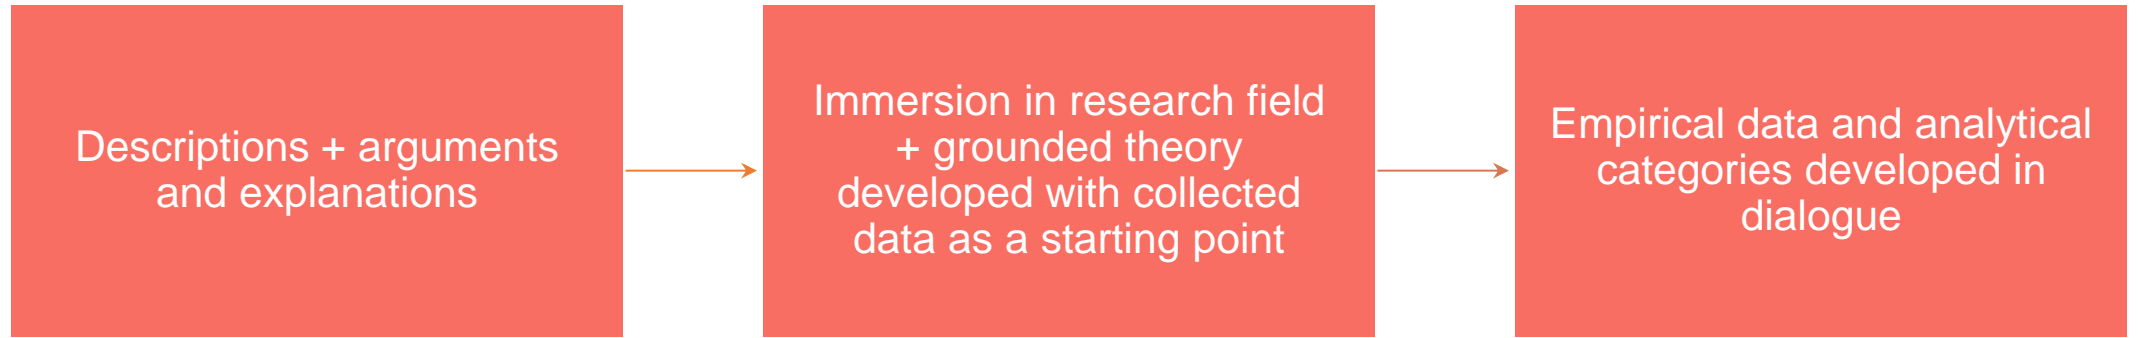 Descriptions + arguments
and explanations
Immersion in research field
+ grounded theory
developed with collected
data as a starting point
Empirical data and analytical
categories developed in
dialogue